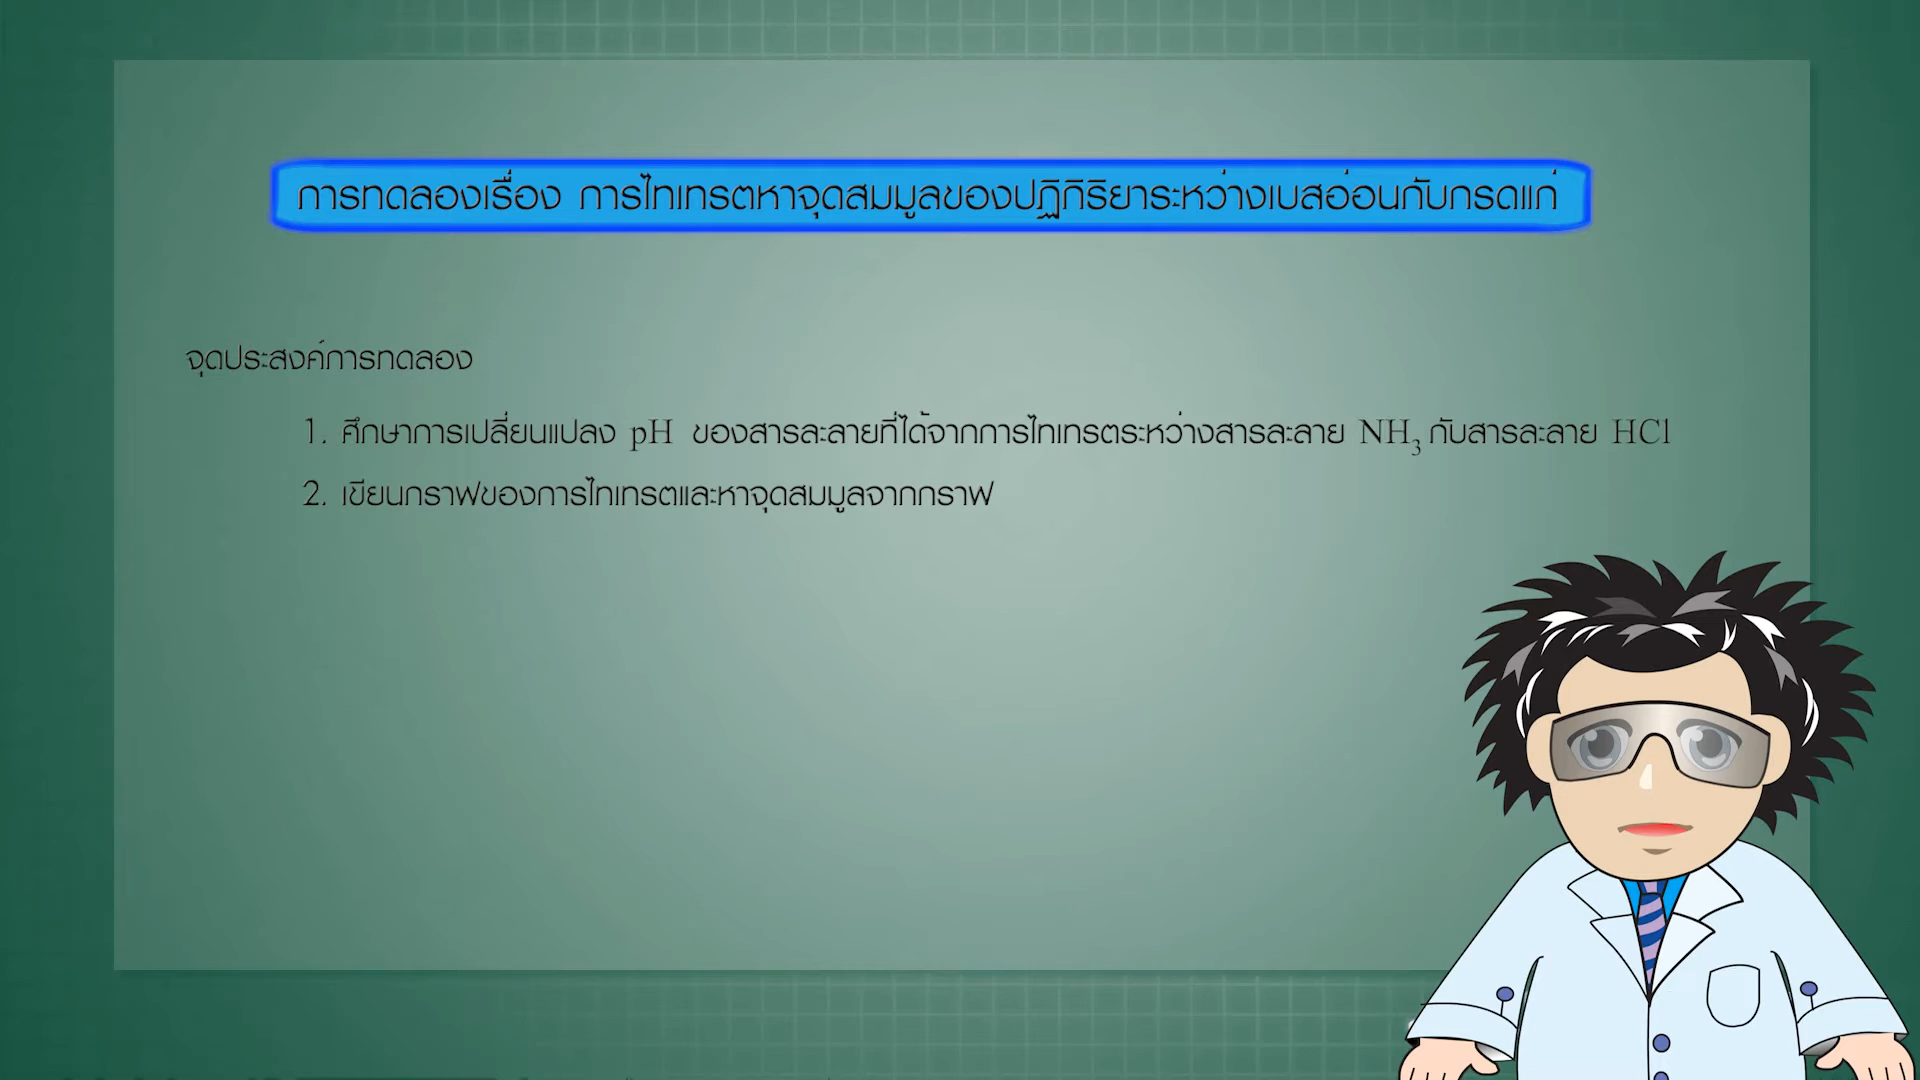 การทดลองเรื่อง การไทเทรตหาจุดสมมูลของปฏิกิริยาระหว่างเบสอ่อนกับกรดแก่
จุดประสงค์การทดลอง
1. ศึกษาการเปลี่ยนแปลง pH ของสารละลายที่ได้จากการไทเทรตระหว่างสารละลาย NH₃ กับสารละลาย HCl
2. เขียนกราฟของการไทเทรตและหาจุดสมมูลจากกราฟ